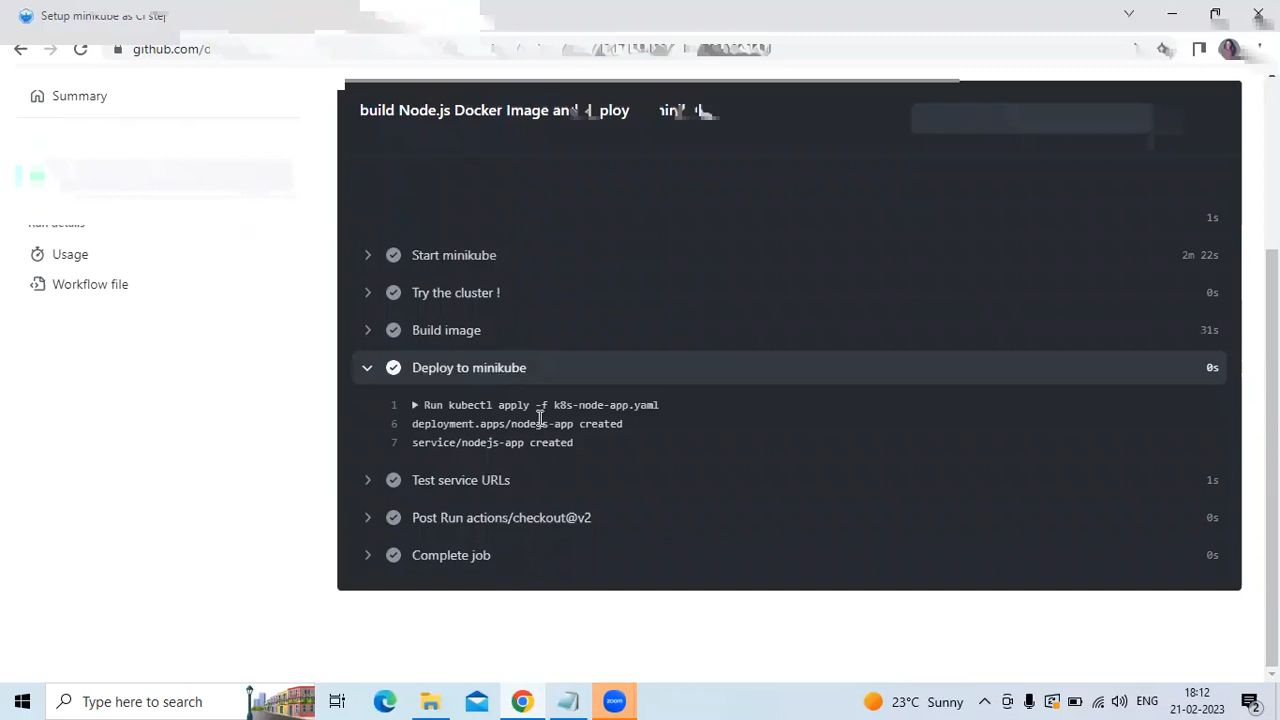 Setup minikube as CI step
github.com/
Summary
build Node.js Docker Image and
1s
Start minikube 2m 22s
Try the cluster ! 0s
Build image 31s
Usage
Workflow file
Deploy to minikube 0s
1 Run kubectl apply -f k8s-node-app.yaml
6 deployment.apps/nodejs-app created
7 service/nodejs-app created
Test service URLs 1s
Post Run actions/checkout@v2 0s
Complete job 0s
Type here to search
zoom
23°C Sunny
ENG
18:12
21-02-2023
2